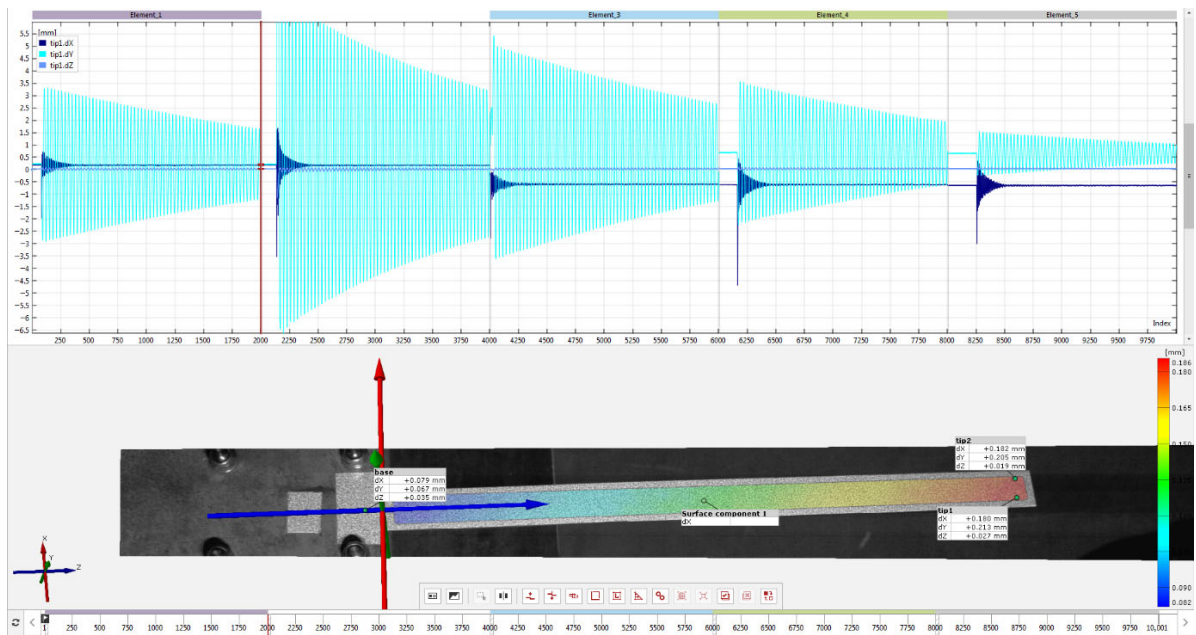 Element_1
Element_3
Element_4
Element_5
[mm]
tip1.dX
tip1.dY
tip1.dZ
5.5
5
4.5
4
3.5
3
2.5
2
1.5
1
0.5
0
-0.5
-1
-1.5
-2
-2.5
-3
-3.5
-4
-4.5
-5
-5.5
-6
-6.5
Index
250 500 750 1000 1250 1500 1750 2000 2250 2500 2750 3000 3250 3500 3750 4000 4250 4500 4750 5000 5250 5500 5750 6000 6250 6500 6750 7000 7250 7500 7750 8000 8250 8500 8750 9000 9250 9500 9750
[mm]
0.186
0.180
0.165
0.150
0.090
0.082
base
dX +0.079 mm
dY +0.067 mm
dZ +0.035 mm
Surface component 1
dX
tip2
dX +0.182 mm
dY +0.205 mm
dZ +0.019 mm
tip1
dX +0.180 mm
dY +0.213 mm
dZ +0.027 mm
X
Y
Z
1 250 500 750 1000 1250 1500 1750 2000 2250 2500 2750 3000 3250 3500 3750 4000 4250 4500 4750 5000 5250 5500 5750 6000 6250 6500 6750 7000 7250 7500 7750 8000 8250 8500 8750 9000 9250 9500 9750 10,001